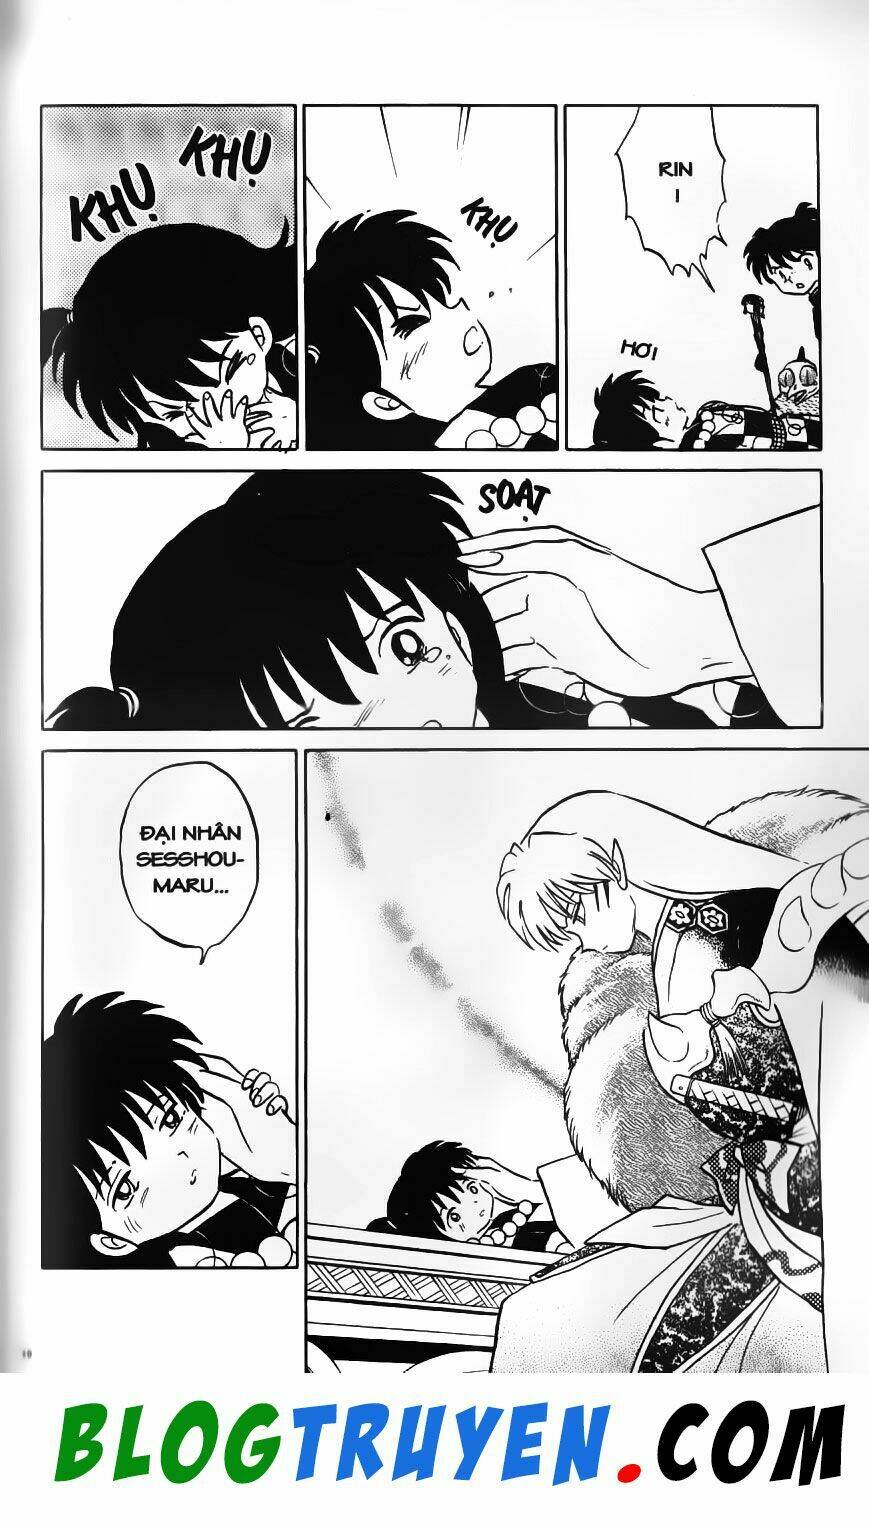 RIN
!
HƠI
KHỤ
KHỤ
KHỤ
SOẠT
ĐẠI NHÂN
SESSHOU-
MARU...
BLOGTRUYEN.COM